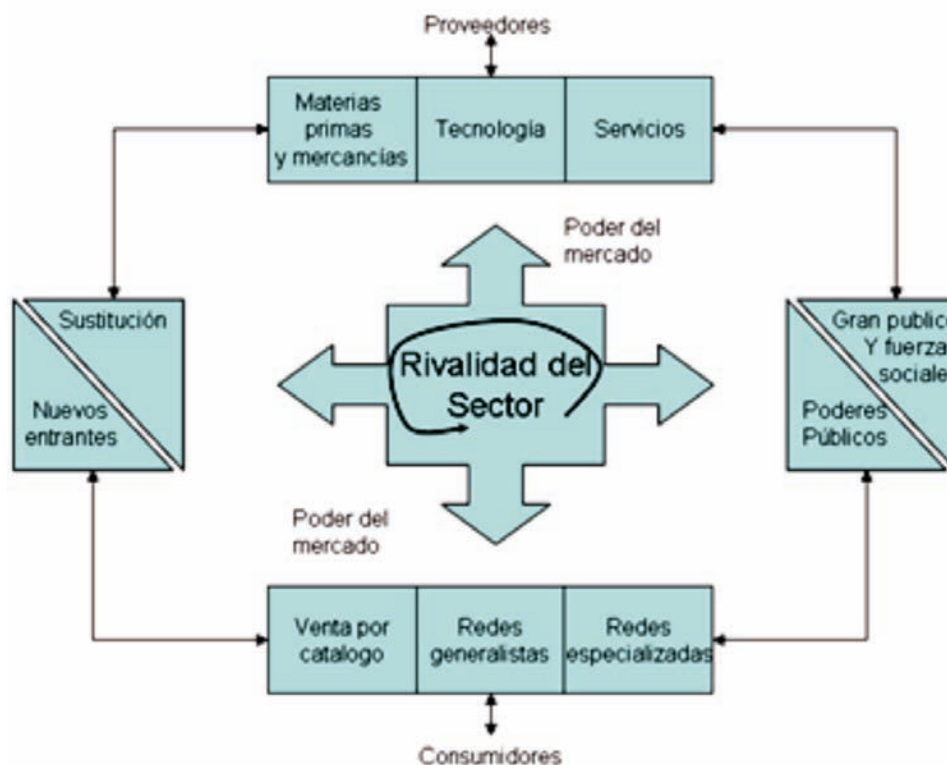 Proveedores
Materias
primas
y mercancías
Tecnología
Servicios
Poder del
mercado
Sustitución
Nuevos
entrantes
Rivalidad del
Sector
Gran publico
Y fuerza
sociale
Poderes
Públicos
Poder del
mercado
Venta por
catalogo
Redes
generalistas
Redes
especializadas
Consumidores